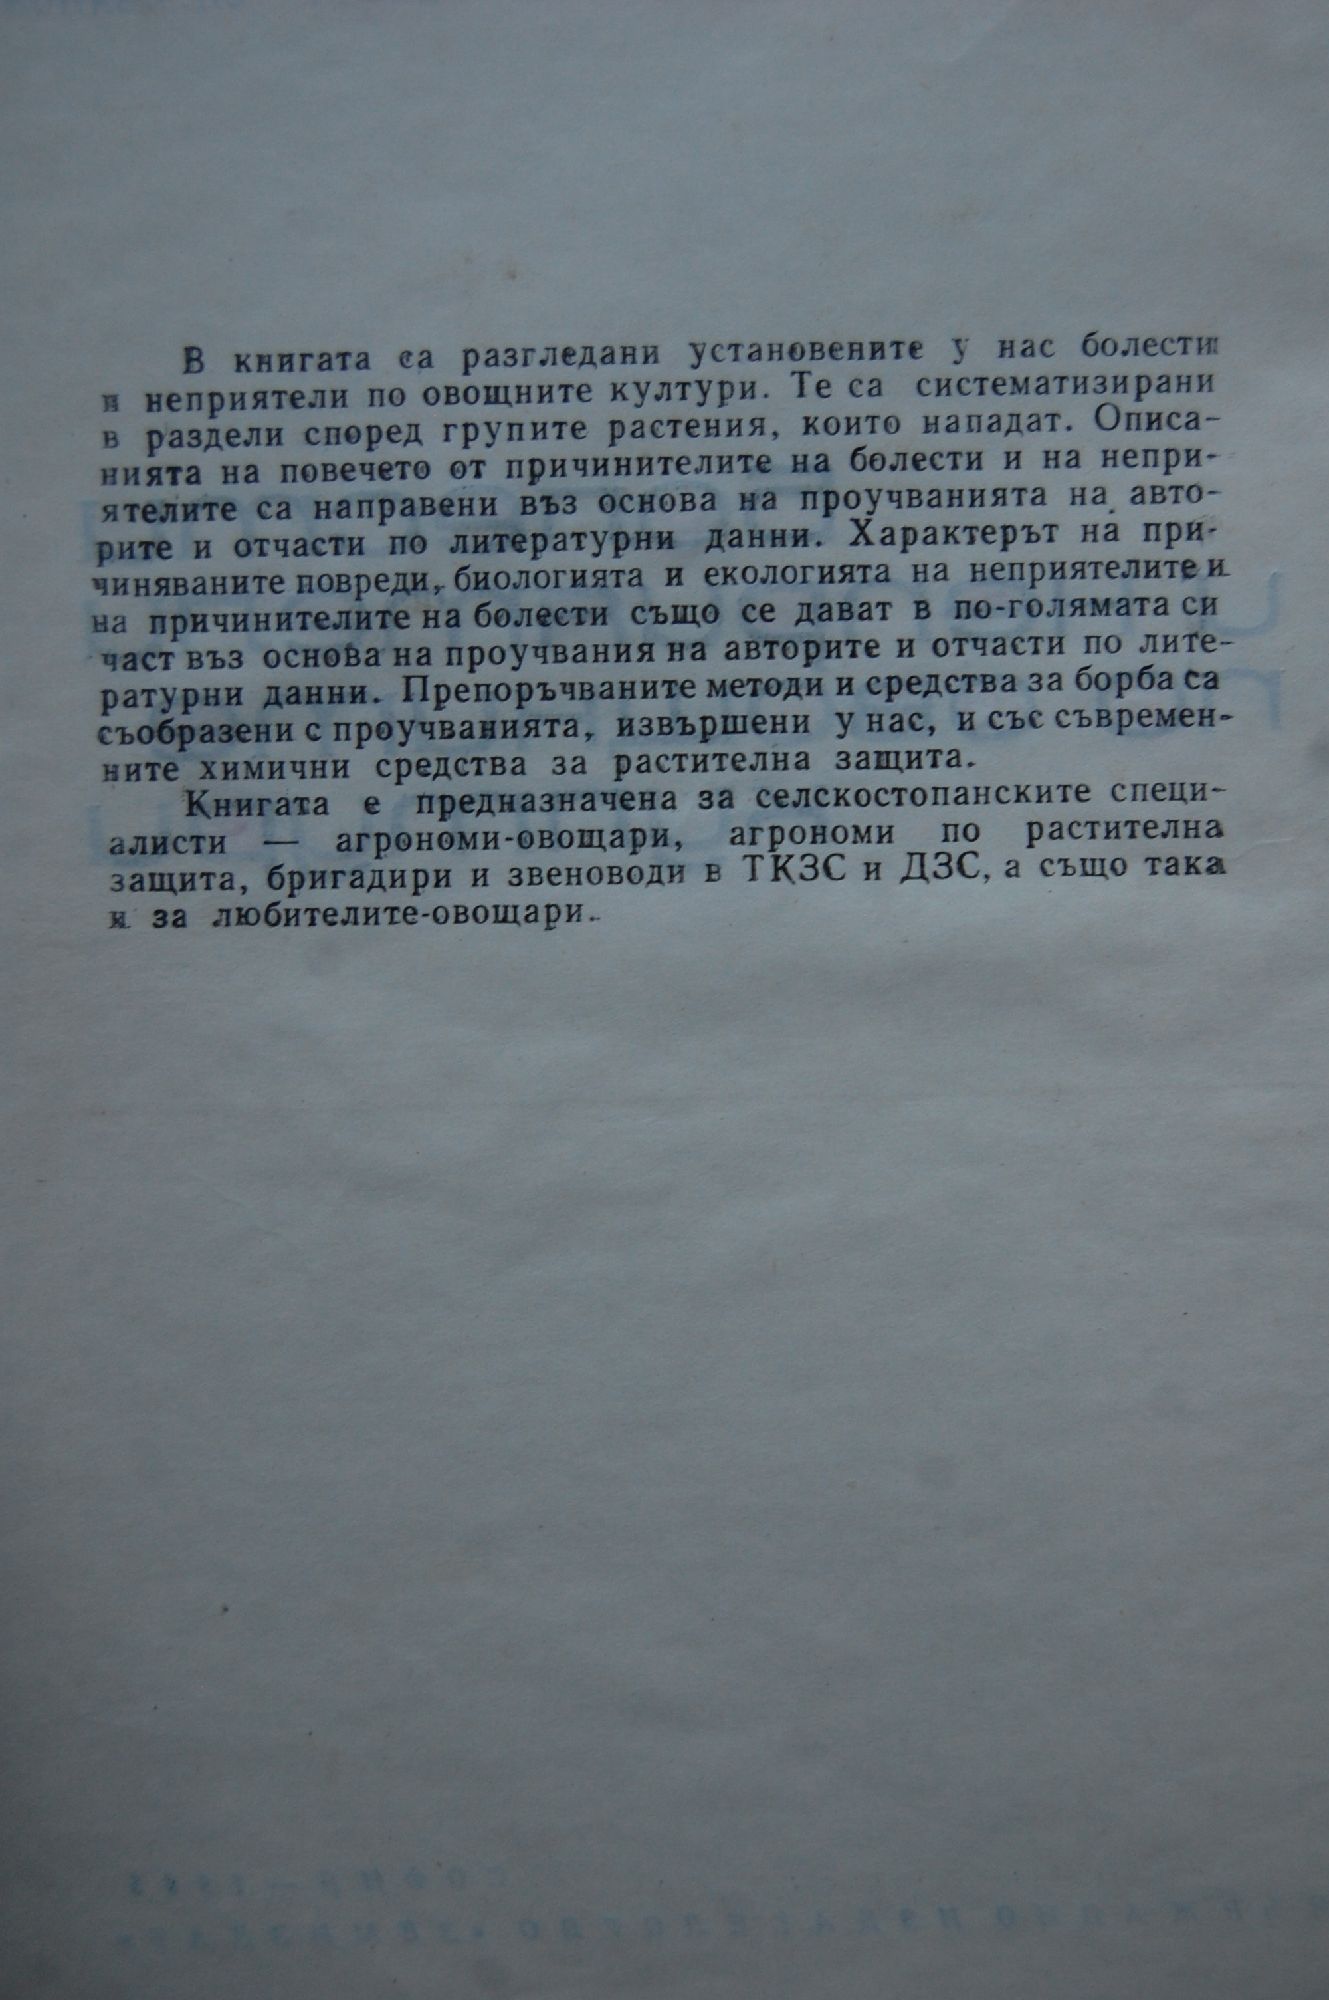 В книгата са разгледани установените у нас болести
и неприятели по овощните култури. Те са систематизирани
в раздели според групите растения, които нападат. Описа-
нията на повечето от причинителите на болести и на непри-
ятелите са направени въз основа на проучванията на авто-
рите и отчасти по литературни данни. Характерът на при-
чиняваните повреди, биологията и екологията на неприятелите и
на причинителите на болести също се дават в по-голямата си
част въз основа на проучвания на авторите и отчасти по лите-
ратурни данни. Препоръчваните методи и средства за борба са
съобразени с проучванията, извършени у нас, и със съвремен-
ните химични средства за растителна защита.
Книгата е предназначена за селскостопанските специ-
алисти — агрономи-овощари, агрономи по растителна
защита, бригадири и звеноводи в ТКЗС и ДЗС, а също така
и за любителите-овощари.